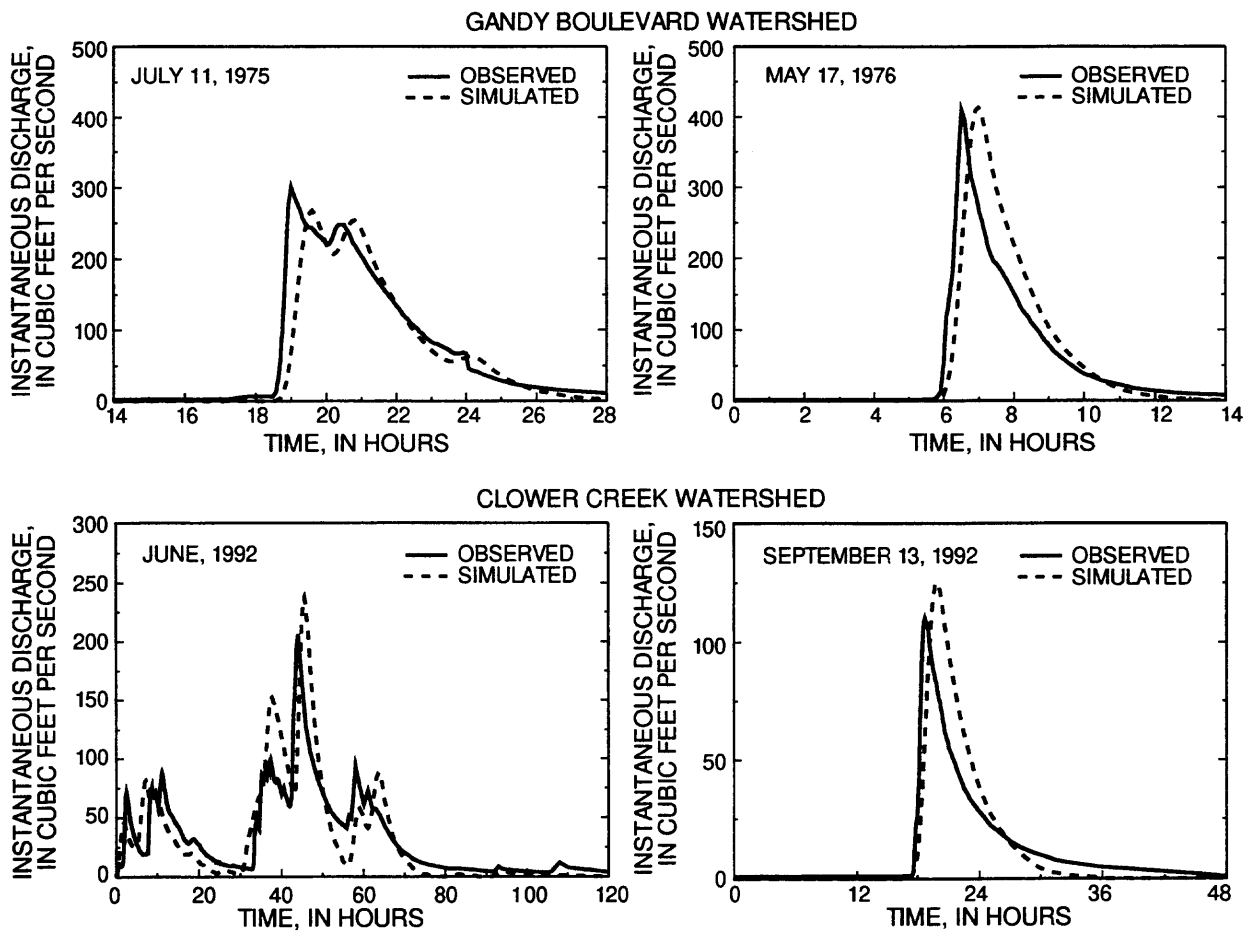 GANDY BOULEVARD WATERSHED
INSTANTANEOUS DISCHARGE,
IN CUBIC FEET PER SECOND
500
400
300
200
100
0
JULY 11, 1975
OBSERVED
SIMULATED
14 16 18 20 22 24 26 28
TIME, IN HOURS
INSTANTANEOUS DISCHARGE,
IN CUBIC FEET PER SECOND
500
400
300
200
100
0
MAY 17, 1976
OBSERVED
SIMULATED
0 2 4 6 8 10 12 14
TIME, IN HOURS
CLOWER CREEK WATERSHED
INSTANTANEOUS DISCHARGE,
IN CUBIC FEET PER SECOND
300
250
200
150
100
50
0
JUNE, 1992
OBSERVED
SIMULATED
0 20 40 60 80 100 120
TIME, IN HOURS
INSTANTANEOUS DISCHARGE,
IN CUBIC FEET PER SECOND
150
100
50
0
SEPTEMBER 13, 1992
OBSERVED
SIMULATED
0 12 24 36 48
TIME, IN HOURS